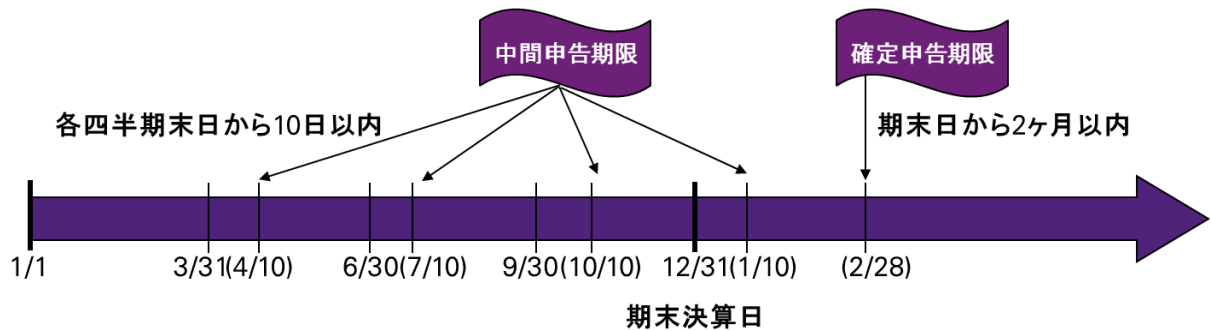 中間申告期限
確定申告期限
各四半期末日から10日以内
期末日から2ヶ月以内
1/1
3/31(4/10)
6/30(7/10)
9/30(10/10)
12/31(1/10)
(2/28)
期末決算日